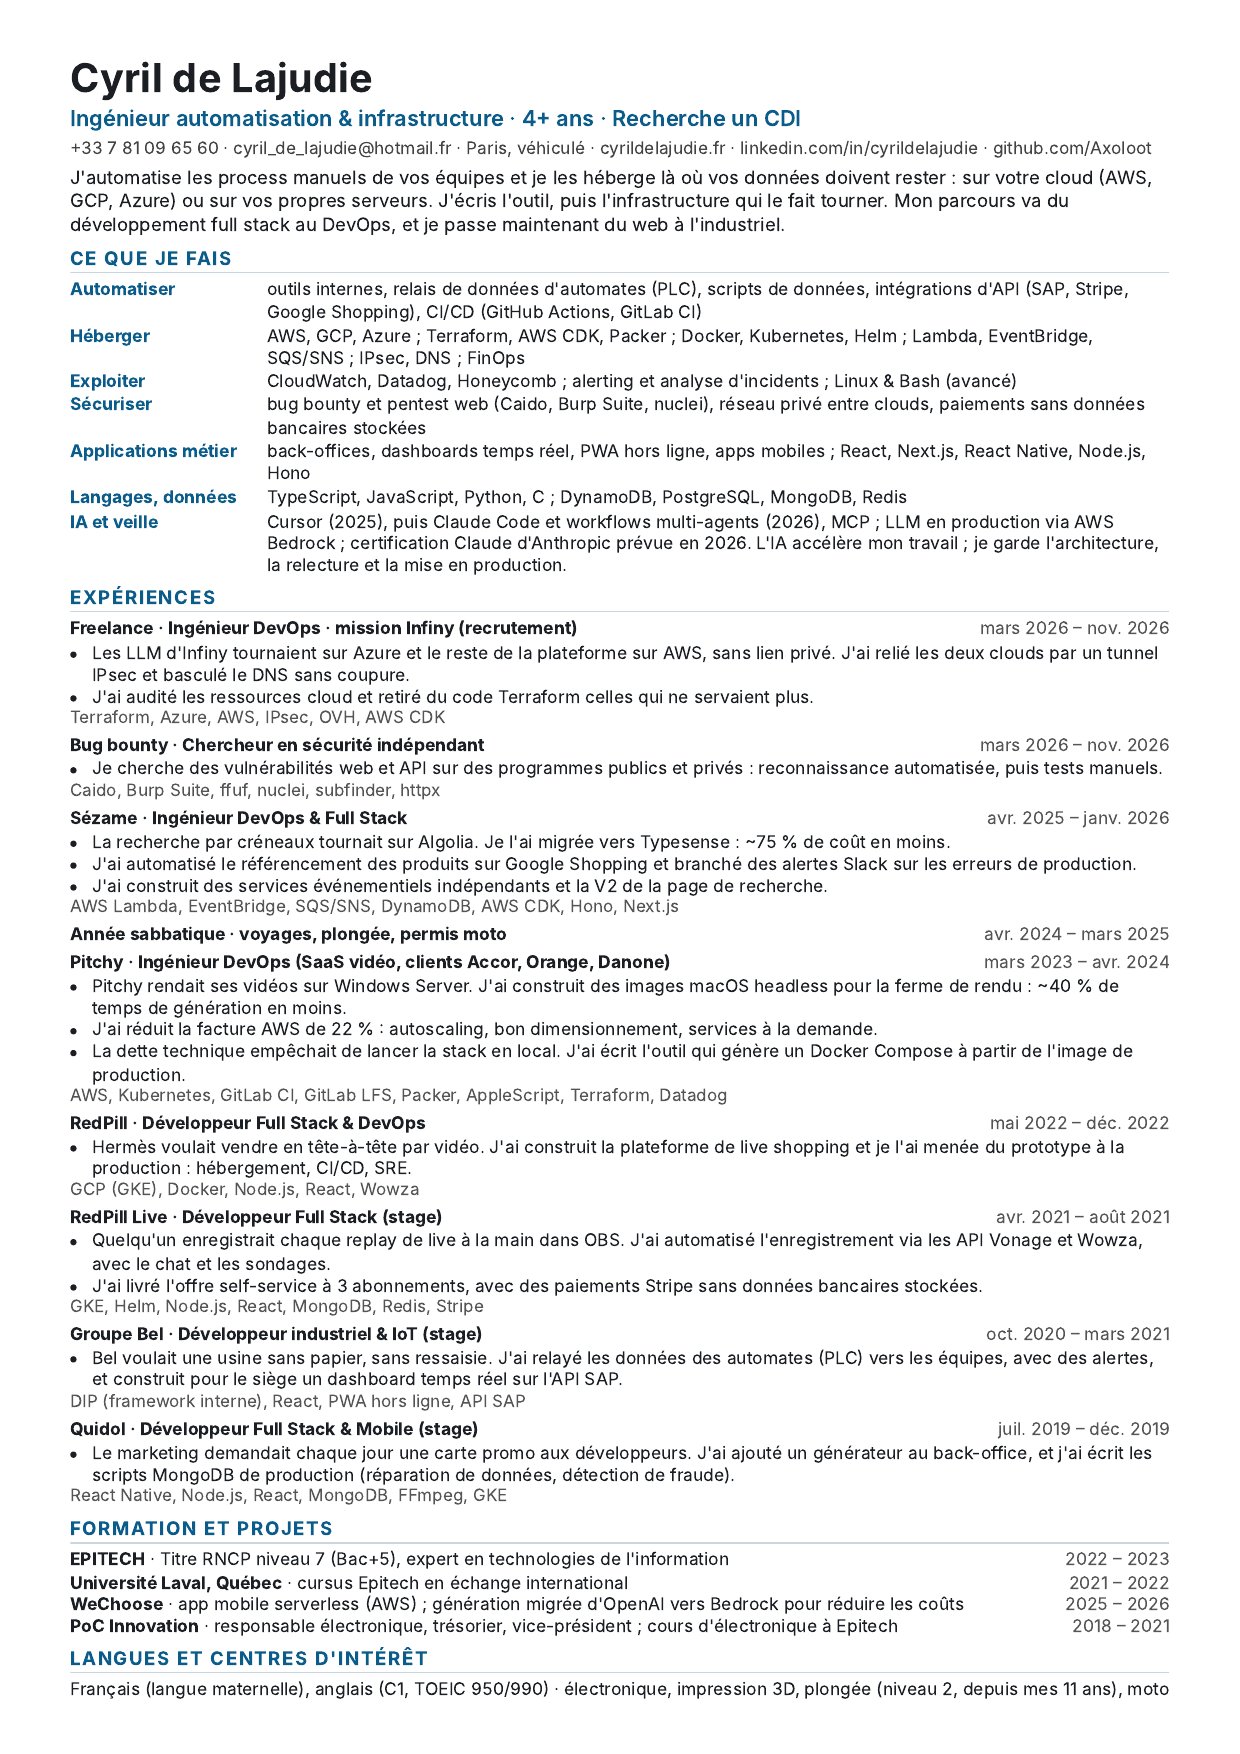 Cyril de Lajudie
Ingénieur automatisation & infrastructure · 4+ ans · Recherche un CDI
+33 7 81 09 65 60 · cyril_de_lajudie@hotmail.fr · Paris, véhiculé · cyrildelajudie.fr · linkedin.com/in/cyrildelajudie · github.com/Axoloot
J'automatise les process manuels de vos équipes et je les héberge là où vos données doivent rester : sur votre cloud (AWS,
GCP, Azure) ou sur vos propres serveurs. J'écris l'outil, puis l'infrastructure qui le fait tourner. Mon parcours va du
développement full stack au DevOps, et je passe maintenant du web à l'industriel.
CE QUE JE FAIS
Automatiser outils internes, relais de données d'automates (PLC), scripts de données, intégrations d'API (SAP, Stripe,
Google Shopping), CI/CD (GitHub Actions, GitLab CI)
Héberger AWS, GCP, Azure ; Terraform, AWS CDK, Packer ; Docker, Kubernetes, Helm ; Lambda, EventBridge,
SQS/SNS ; IPsec, DNS ; FinOps
Exploiter CloudWatch, Datadog, Honeycomb ; alerting et analyse d'incidents ; Linux & Bash (avancé)
Sécuriser bug bounty et pentest web (Caido, Burp Suite, nuclei), réseau privé entre clouds, paiements sans données
bancaires stockées
Applications métier back-offices, dashboards temps réel, PWA hors ligne, apps mobiles ; React, Next.js, React Native, Node.js,
Hono
Langages, données TypeScript, JavaScript, Python, C ; DynamoDB, PostgreSQL, MongoDB, Redis
IA et veille Cursor (2025), puis Claude Code et workflows multi-agents (2026), MCP ; LLM en production via AWS
Bedrock ; certification Claude d'Anthropic prévue en 2026. L'IA accélère mon travail ; je garde l'architecture,
la relecture et la mise en production.
EXPÉRIENCES
Freelance · Ingénieur DevOps · mission Infiny (recrutement) mars 2026 – nov. 2026
• Les LLM d'Infiny tournaient sur Azure et le reste de la plateforme sur AWS, sans lien privé. J'ai relié les deux clouds par un tunnel
IPsec et basculé le DNS sans coupure.
• J'ai audité les ressources cloud et retiré du code Terraform celles qui ne servaient plus.
Terraform, Azure, AWS, IPsec, OVH, AWS CDK
Bug bounty · Chercheur en sécurité indépendant mars 2026 – nov. 2026
• Je cherche des vulnérabilités web et API sur des programmes publics et privés : reconnaissance automatisée, puis tests manuels.
Caido, Burp Suite, ffuf, nuclei, subfinder, httpx
Sézame · Ingénieur DevOps & Full Stack avr. 2025 – janv. 2026
• La recherche par créneaux tournait sur Algolia. Je l'ai migrée vers Typesense : ~75 % de coût en moins.
• J'ai automatisé le référencement des produits sur Google Shopping et branché des alertes Slack sur les erreurs de production.
• J'ai construit des services événementiels indépendants et la V2 de la page de recherche.
AWS Lambda, EventBridge, SQS/SNS, DynamoDB, AWS CDK, Hono, Next.js
Année sabbatique · voyages, plongée, permis moto avr. 2024 – mars 2025
Pitchy · Ingénieur DevOps (SaaS vidéo, clients Accor, Orange, Danone) mars 2023 – avr. 2024
• Pitchy rendait ses vidéos sur Windows Server. J'ai construit des images macOS headless pour la ferme de rendu : ~40 % de
temps de génération en moins.
• J'ai réduit la facture AWS de 22 % : autoscaling, bon dimensionnement, services à la demande.
• La dette technique empêchait de lancer la stack en local. J'ai écrit l'outil qui génère un Docker Compose à partir de l'image de
production.
AWS, Kubernetes, GitLab CI, GitLab LFS, Packer, AppleScript, Terraform, Datadog
RedPill · Développeur Full Stack & DevOps mai 2022 – déc. 2022
• Hermès voulait vendre en tête-à-tête par vidéo. J'ai construit la plateforme de live shopping et je l'ai menée du prototype à la
production : hébergement, CI/CD, SRE.
GCP (GKE), Docker, Node.js, React, Wowza
RedPill Live · Développeur Full Stack (stage) avr. 2021 – août 2021
• Quelqu'un enregistrait chaque replay de live à la main dans OBS. J'ai automatisé l'enregistrement via les API Vonage et Wowza,
avec le chat et les sondages.
• J'ai livré l'offre self-service à 3 abonnements, avec des paiements Stripe sans données bancaires stockées.
GKE, Helm, Node.js, React, MongoDB, Redis, Stripe
Groupe Bel · Développeur industriel & IoT (stage) oct. 2020 – mars 2021
• Bel voulait une usine sans papier, sans ressaisie. J'ai relayé les données des automates (PLC) vers les équipes, avec des alertes,
et construit pour le siège un dashboard temps réel sur l'API SAP.
DIP (framework interne), React, PWA hors ligne, API SAP
Quidol · Développeur Full Stack & Mobile (stage) juil. 2019 – déc. 2019
• Le marketing demandait chaque jour une carte promo aux développeurs. J'ai ajouté un générateur au back-office, et j'ai écrit les
scripts MongoDB de production (réparation de données, détection de fraude).
React Native, Node.js, React, MongoDB, FFmpeg, GKE
FORMATION ET PROJETS
EPITECH · Titre RNCP niveau 7 (Bac+5), expert en technologies de l'information 2022 – 2023
Université Laval, Québec · cursus Epitech en échange international 2021 – 2022
WeChoose · app mobile serverless (AWS) ; génération migrée d'OpenAI vers Bedrock pour réduire les coûts 2025 – 2026
PoC Innovation · responsable électronique, trésorier, vice-président ; cours d'électronique à Epitech 2018 – 2021
LANGUES ET CENTRES D'INTÉRÊT
Français (langue maternelle), anglais (C1, TOEIC 950/990) · électronique, impression 3D, plongée (niveau 2, depuis mes 11 ans), moto